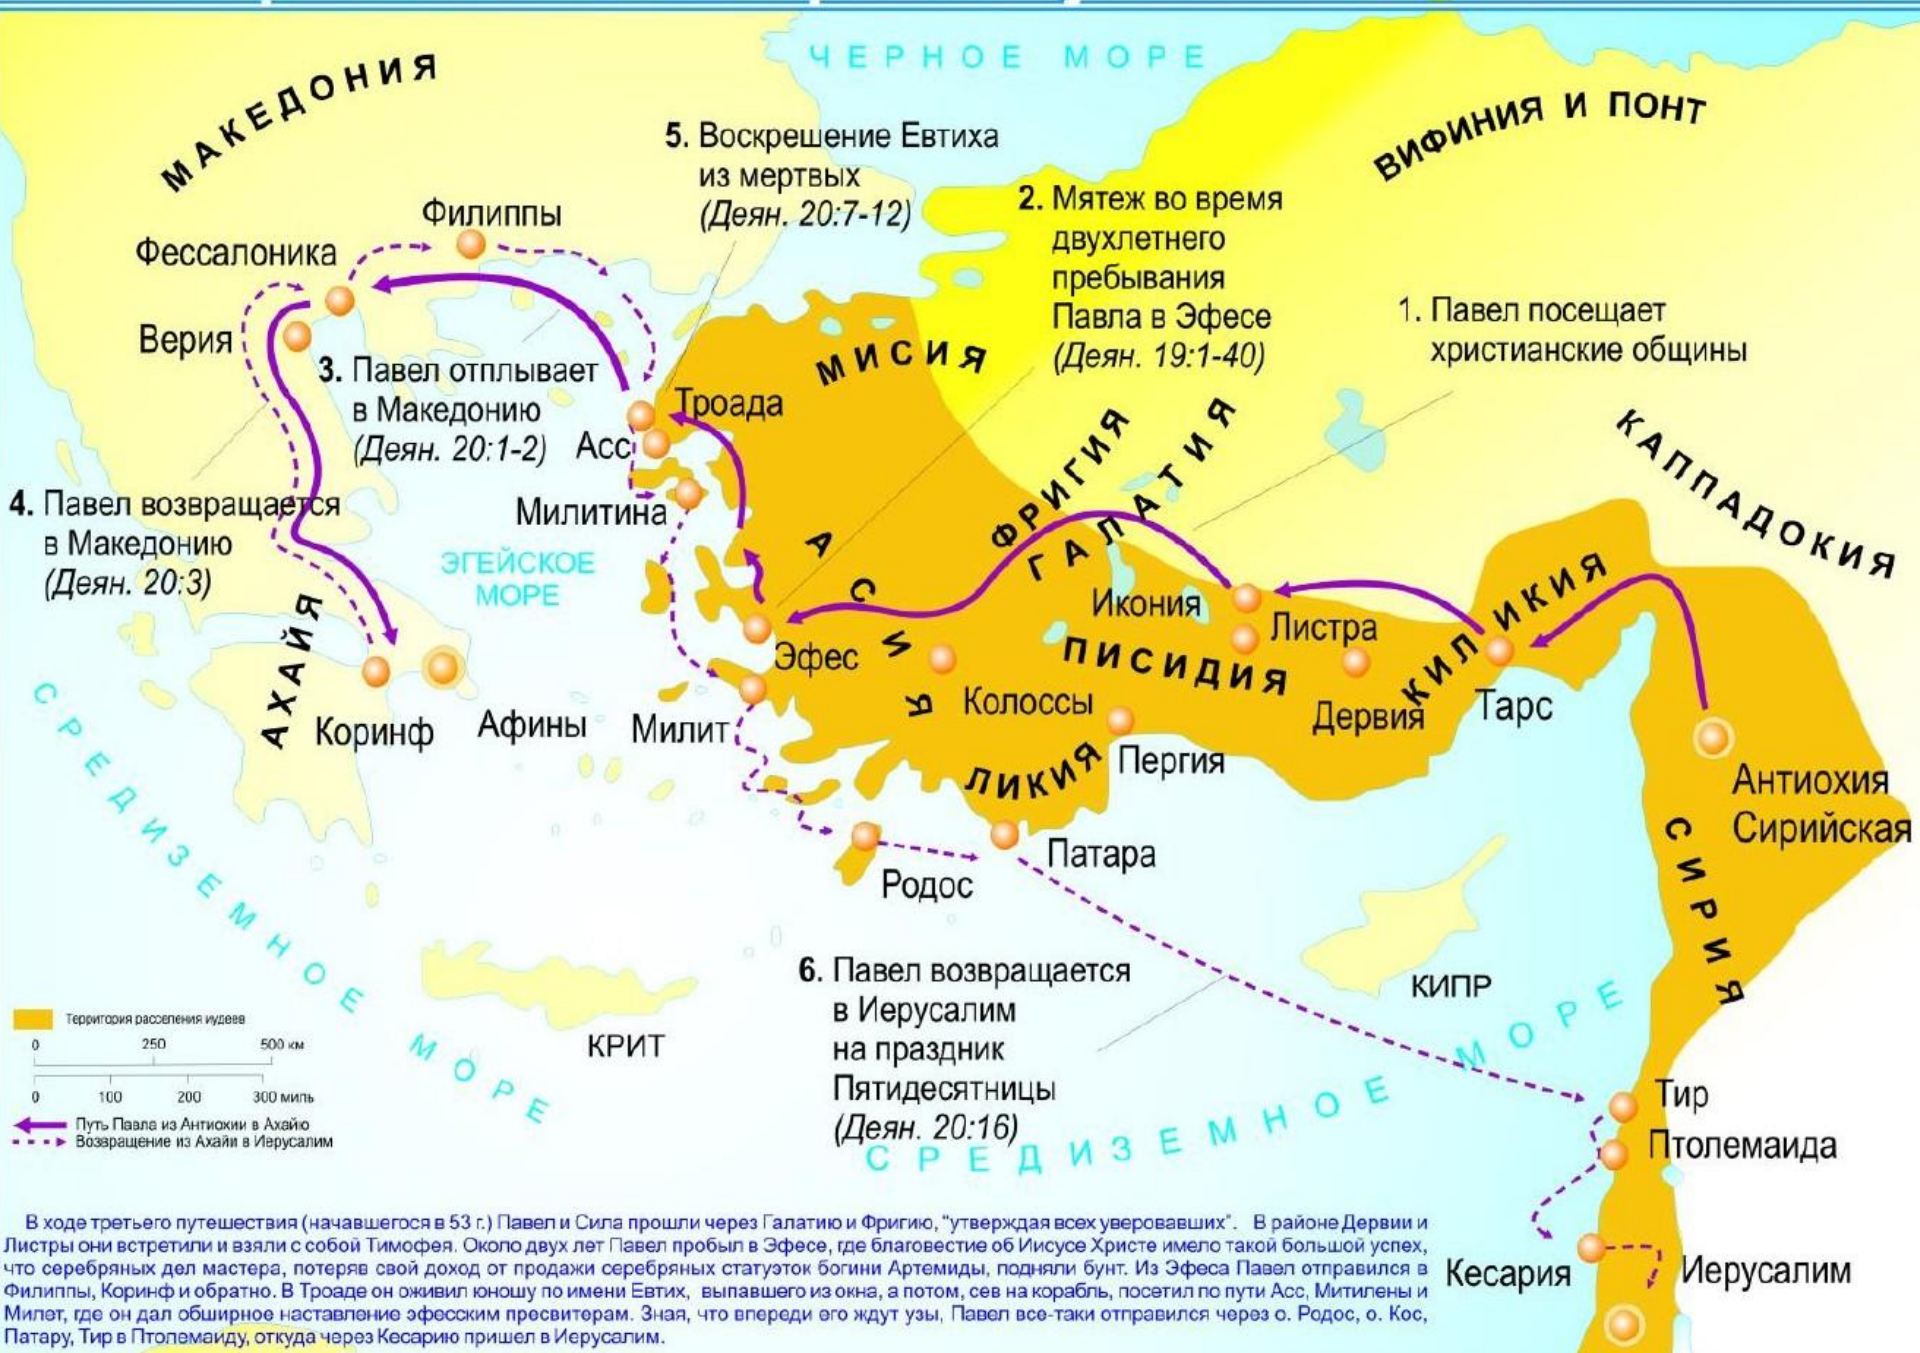 ЧЕРНОЕ МОРЕ
МАКЕДОНИЯ
ВИФИНИЯ И ПОНТ
5. Воскрешение Евтиха
из мертвых
(Деян. 20:7-12)
2. Мятеж во время
двухлетнего
пребывания
Павла в Эфесе
(Деян. 19:1-40)
1. Павел посещает
христианские общины
Филиппы
Фессалоника
Верия
3. Павел отплывает
в Македонию
(Деян. 20:1-2)
МИСИЯ
Троада
Асс
ФРИГИЯ
ГАЛАТИЯ
КАППАДОКИЯ
4. Павел возвращается
в Македонию
(Деян. 20:3)
Милитина
ЭГЕЙСКОЕ
МОРЕ
АСИЯ
АХАЙЯ
Икония
Листра
КИЛИКИЯ
Эфес
ПИСИДИЯ
Колоссы
Дервия
Тарс
Коринф
Афины
Милит
ЛИКИЯ
Пергия
Антиохия
Сирийская
СИРИЯ
Патара
Родос
СРЕДИЗЕМНОЕ МОРЕ
КРИТ
КИПР
6. Павел возвращается
в Иерусалим
на праздник
Пятидесятницы
(Деян. 20:16)
СРЕДИЗЕМНОЕ МОРЕ
Тир
Птолемаида
Кесария
Иерусалим
Территория расселения иудеев
0 250 500 км
0 100 200 300 миль
Путь Павла из Антиохии в Ахайю
Возвращение из Ахайи в Иерусалим
В ходе третьего путешествия (начавшегося в 53 г.) Павел и Сила прошли через Галатию и Фригию, "утверждая всех уверовавших". В районе Дервии и
Листры они встретили и взяли с собой Тимофея. Около двух лет Павел пробыл в Эфесе, где благовестие об Иисусе Христе имело такой большой успех,
что серебряных дел мастера, потеряв свой доход от продажи серебряных статуэток богини Артемиды, подняли бунт. Из Эфеса Павел отправился в
Филиппы, Коринф и обратно. В Троаде он оживил юношу по имени Евтих, выпавшего из окна, а потом, сев на корабль, посетил по пути Асс, Митилены и
Милет, где он дал обширное наставление эфесским пресвитерам. Зная, что впереди его ждут узы, Павел все-таки отправился через о. Родос, о. Кос,
Патару, Тир в Птолемаиду, откуда через Кесарию пришел в Иерусалим.